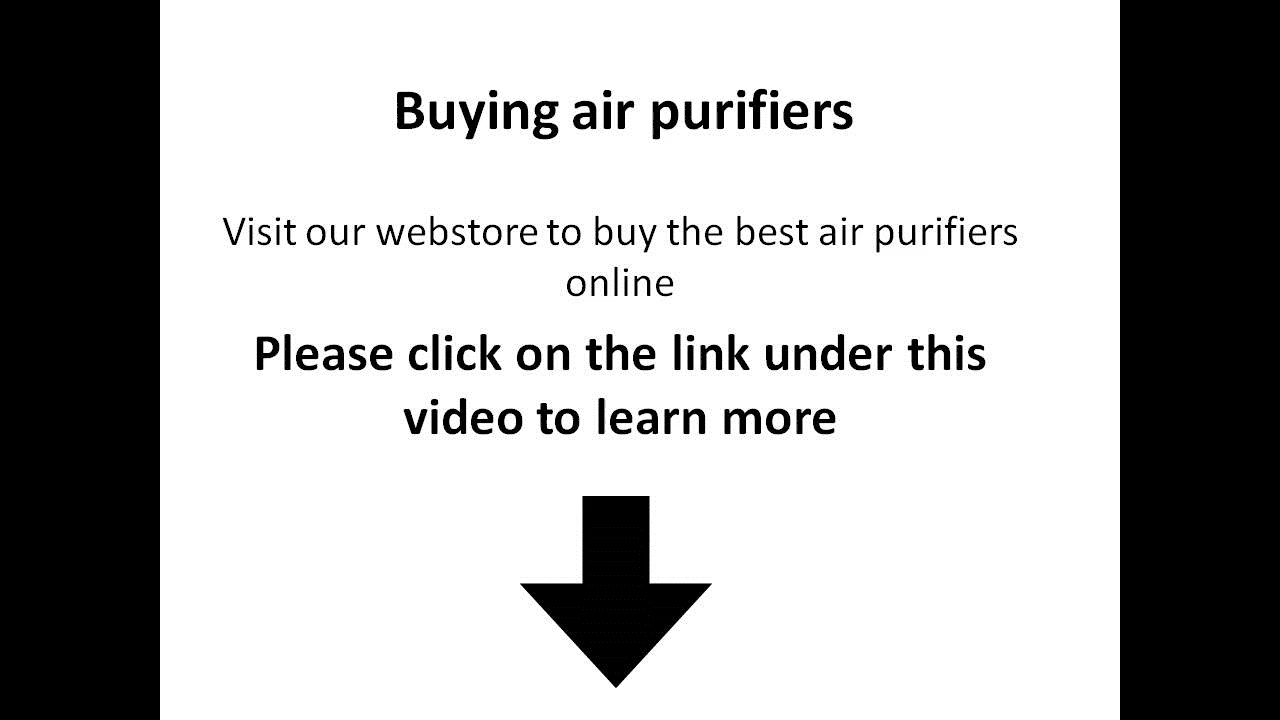 Buying air purifiers
Visit our webstore to buy the best air purifiers
online
Please click on the link under this
video to learn more